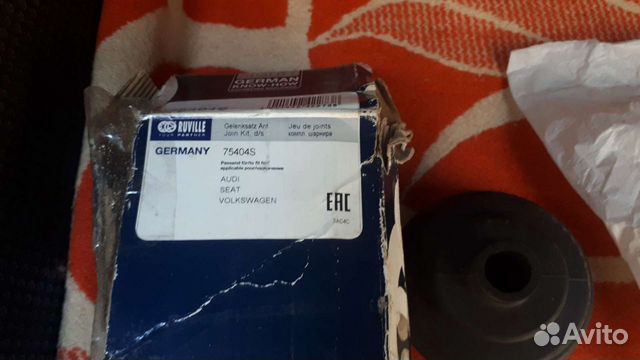 GERMAN
KNOW-HOW
RUVILLE
YOUR PARTNER
Gelenksatz Ant.
Jeu de joints
Join Kit, d/s
компл. шарнира
GERMANY 75404S
Passend für/to fit for/
AUDI
SEAT
VOLKSWAGEN
EAC
Avito